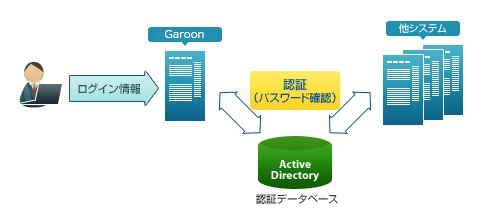 Garoon
他システム
ログイン情報
認証
(パスワード確認)
Active
Directory
認証データベース